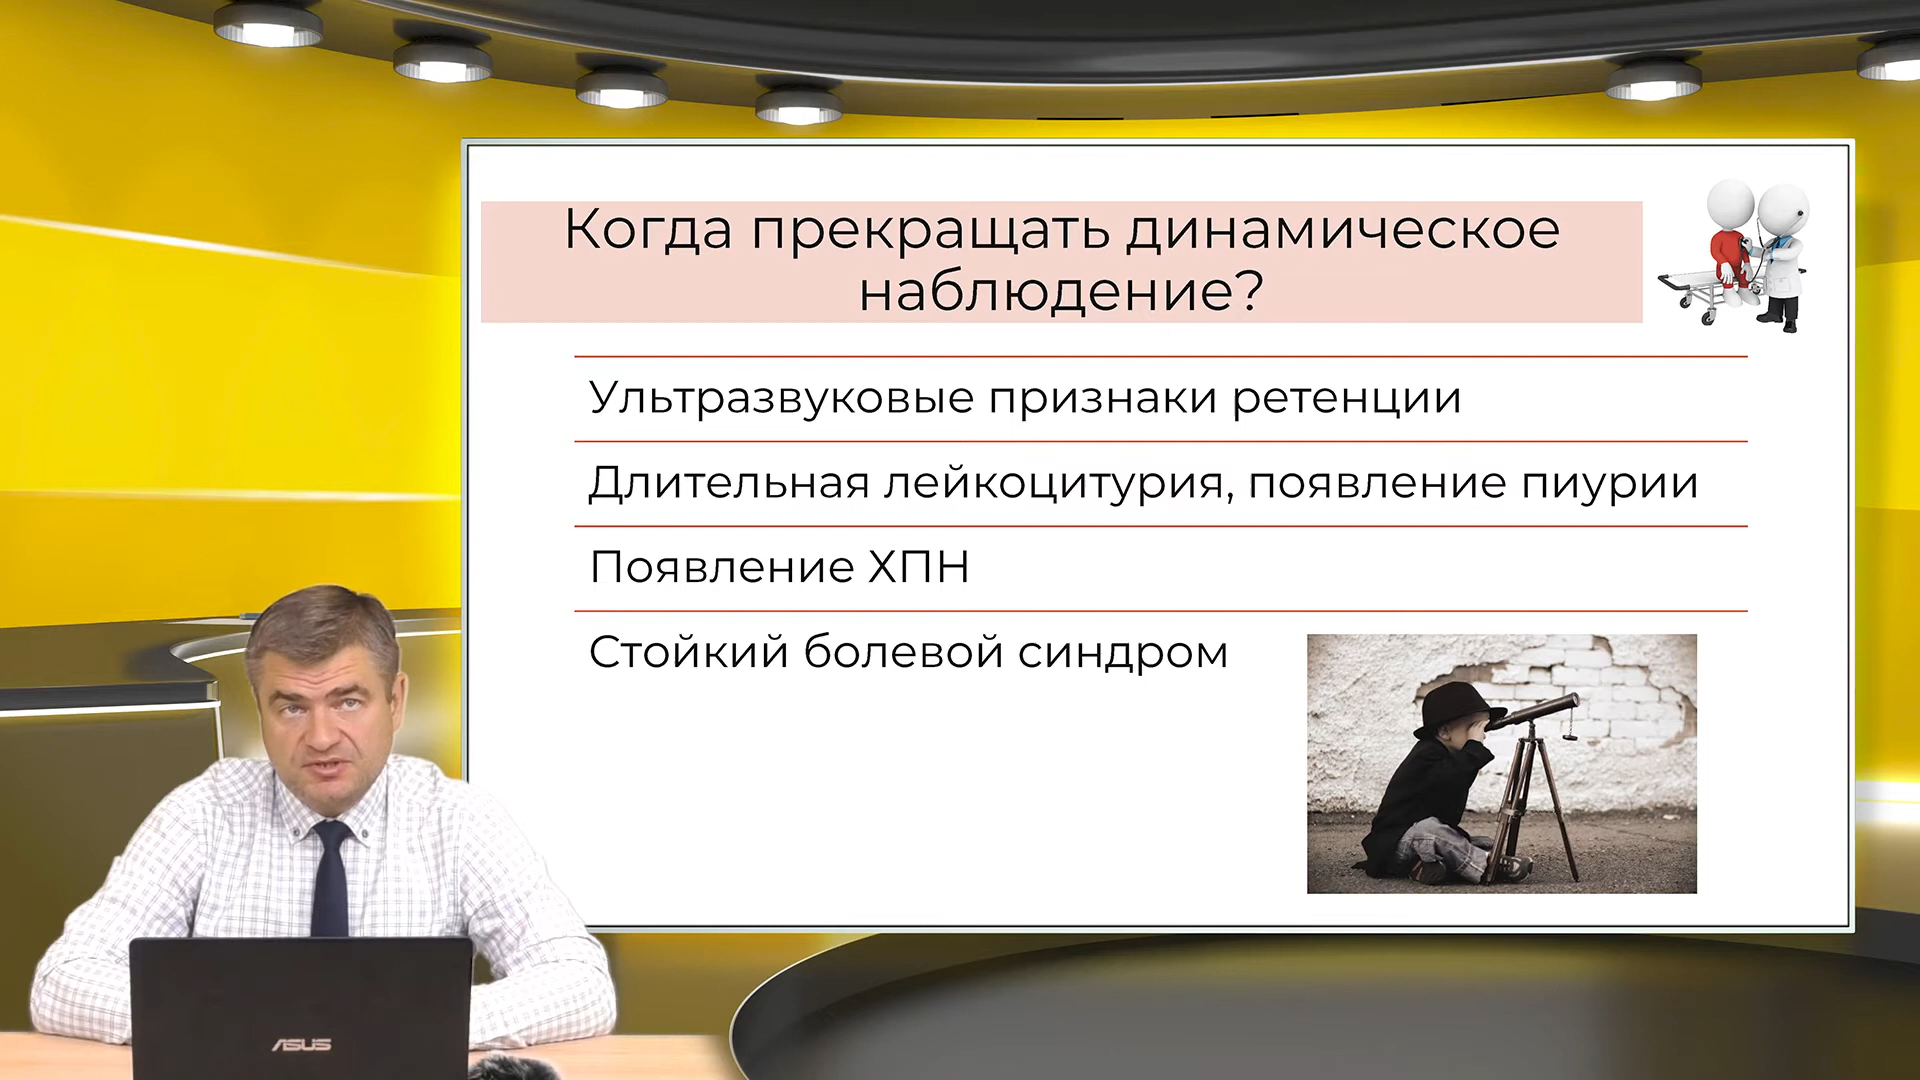 Когда прекращать динамическое
наблюдение?
Ультразвуковые признаки ретенции
Длительная лейкоцитурия, появление пиурии
Появление ХПН
Стойкий болевой синдром
ASUS